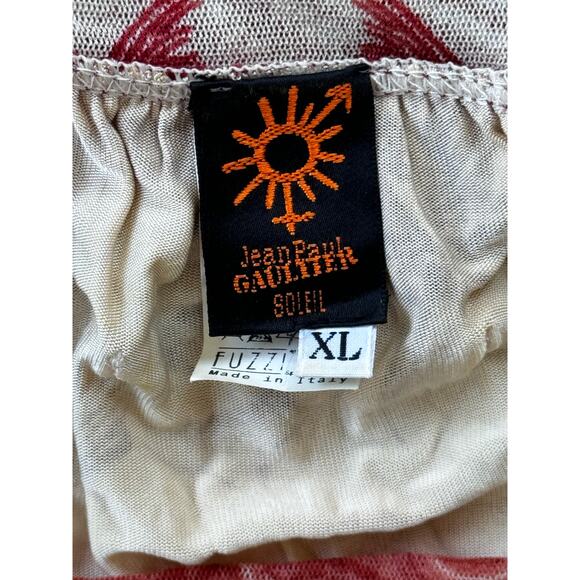 Jean Paul
GAULTIER
SOLEIL
XL
FUZZI
Made in Italy